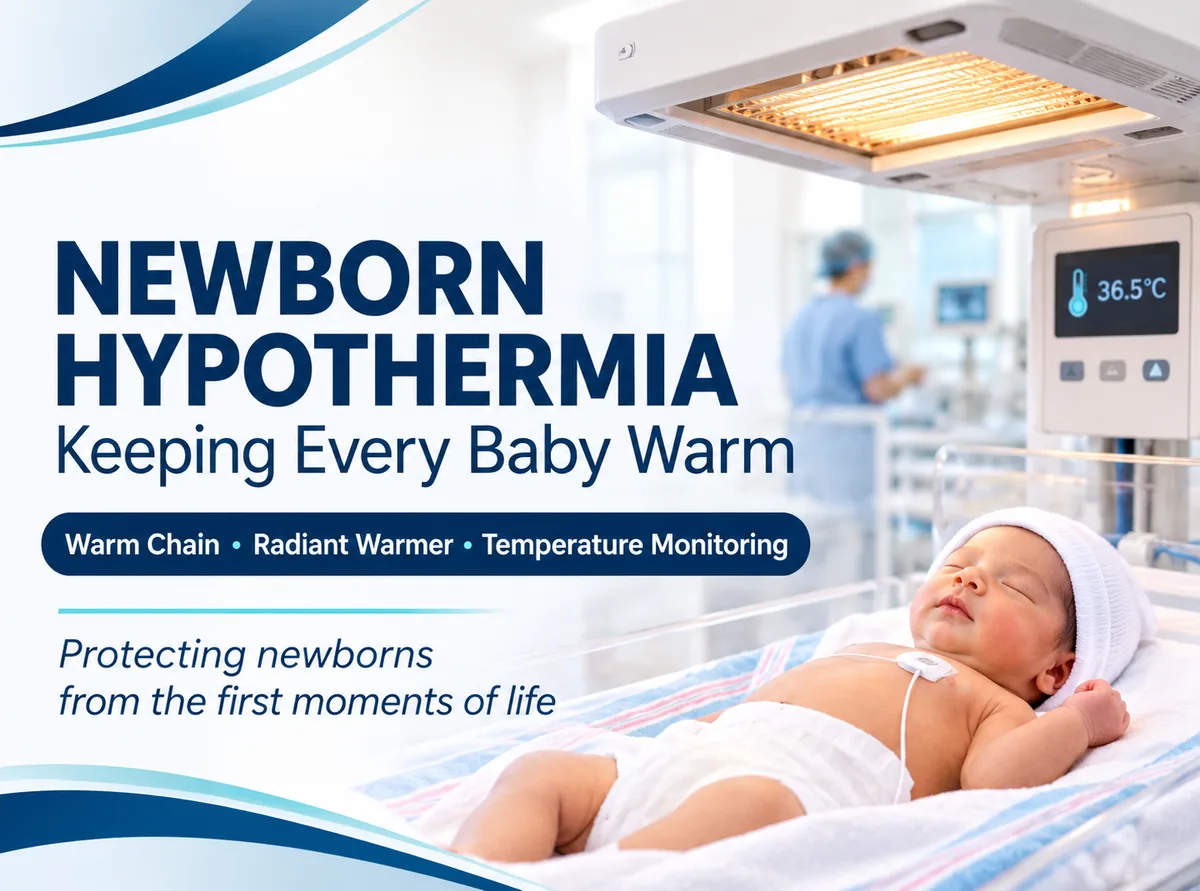 NEWBORN
HYPOTHERMIA
Keeping Every Baby Warm
Warm Chain • Radiant Warmer • Temperature Monitoring
Protecting newborns
from the first moments of life
36.5°C